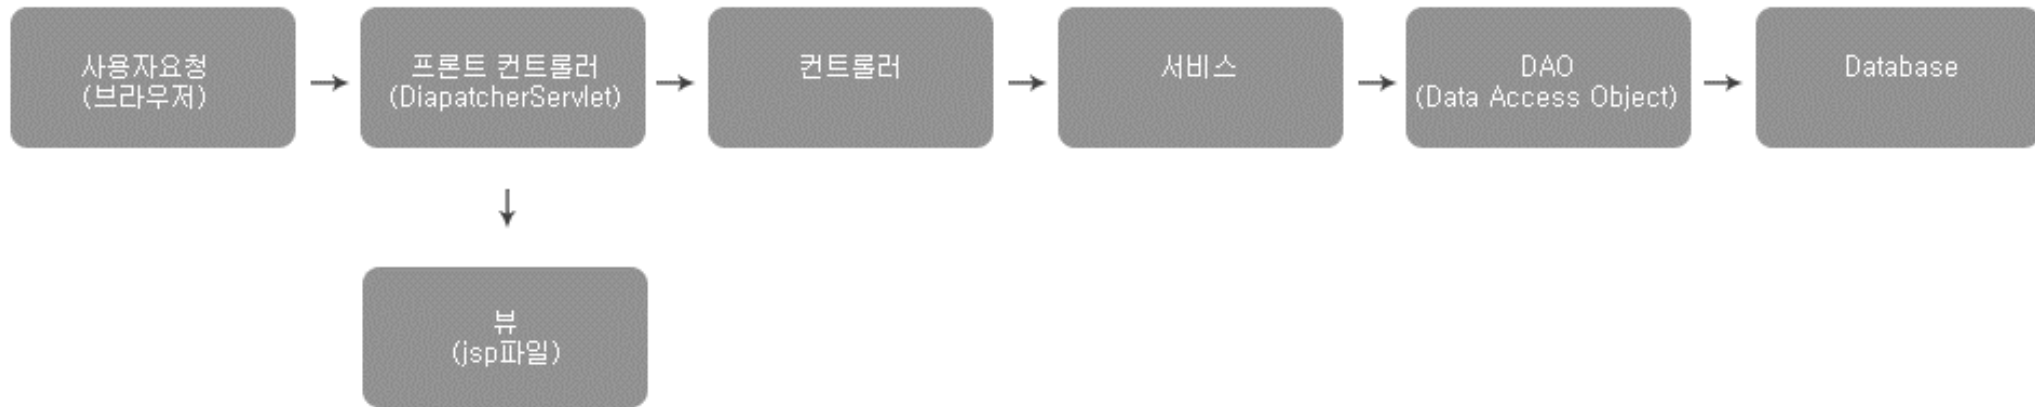 사용자요청
(브라우저)
프론트 컨트롤러
(DiapatcherServlet)
컨트롤러
서비스
DAO
(Data Access Object)
Database
뷰
(jsp파일)